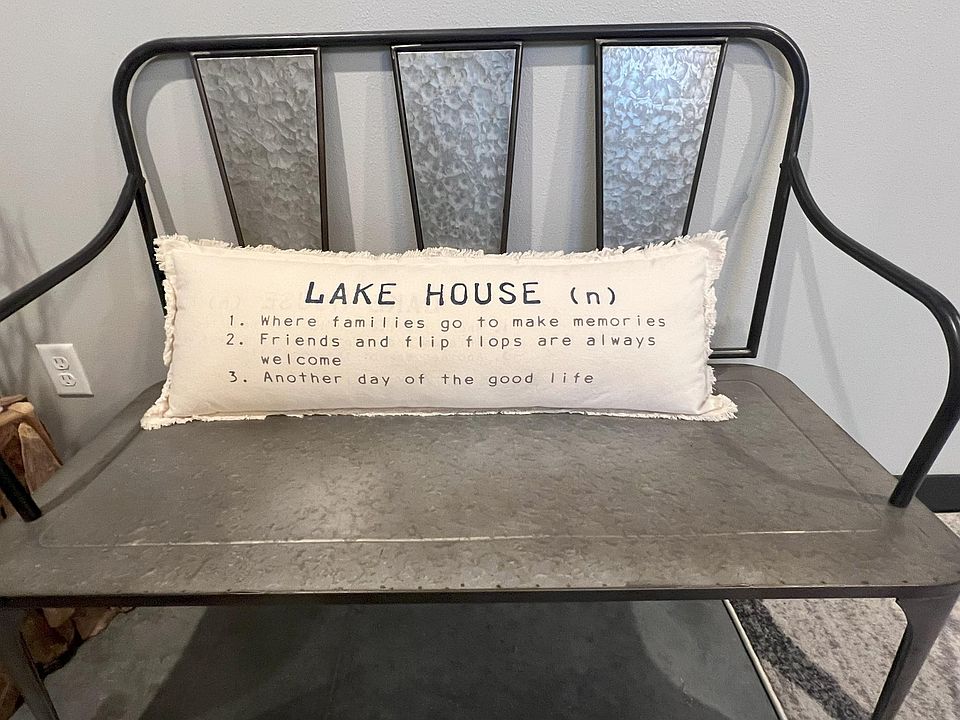 LAKE HOUSE (n)
1. Where families go to make memories
2. Friends and flip flops are always
welcome
3. Another day of the good life